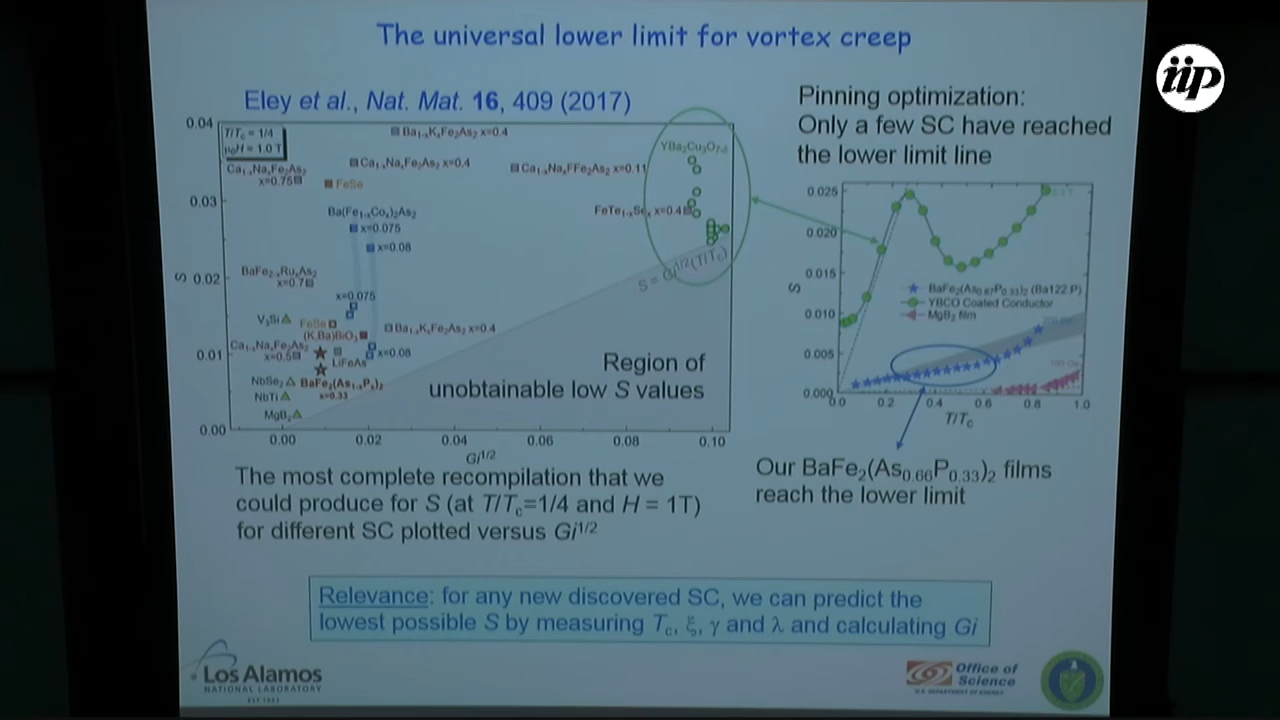 The universal lower limit for vortex creep
iip
Eley et al., Nat. Mat. 16, 409 (2017)
0.04
T/Tc = 1/4
μ0H = 1.0 T
Ba1-xKxFe2As2 x=0.4
Ca1-xNaxFe2As2
x=0.75
Ca1-xNaxFe2As2 x=0.4
Ca1-xNaxFFe2As2 x=0.11
YBa2Cu3O7-δ
FeSe
0.03
Ba(Fe1-xCox)2As2
x=0.075
FeTe1-xSex x=0.4
x=0.08
S = Gi1/2(T/Tc)
S
0.02
BaFe2-xRuxAs2
x=0.7
x=0.075
V3Si
FeSe
(K,Ba)BiO3
Ba1-xKxFe2As2 x=0.4
0.01
Ca1-xNaxFe2As2
x=0.5
LiFeAs
x=0.08
NbSe2
BaFe2(As1-xPx)2
x=0.33
NbTi
MgB2
Region of
unobtainable low S values
0.00
0.00 0.02 0.04 0.06 0.08 0.10
Gi1/2
The most complete recompilation that we
could produce for S (at T/Tc=1/4 and H = 1T)
for different SC plotted versus Gi1/2
Pinning optimization:
Only a few SC have reached
the lower limit line
0.025
0.020
0.015
S
0.010
0.005
0.000
BaFe2(As0.67P0.33)2 (Ba122:P)
YBCO Coated Conductor
MgB2 film
0.0 0.2 0.4 0.6 0.8 1.0
T/Tc
Our BaFe2(As0.66P0.33)2 films
reach the lower limit
Relevance: for any new discovered SC, we can predict the
lowest possible S by measuring Tc, ξ, γ and λ and calculating Gi
Los Alamos
NATIONAL LABORATORY
EST. 1943
Office of
Science
U.S. DEPARTMENT OF ENERGY